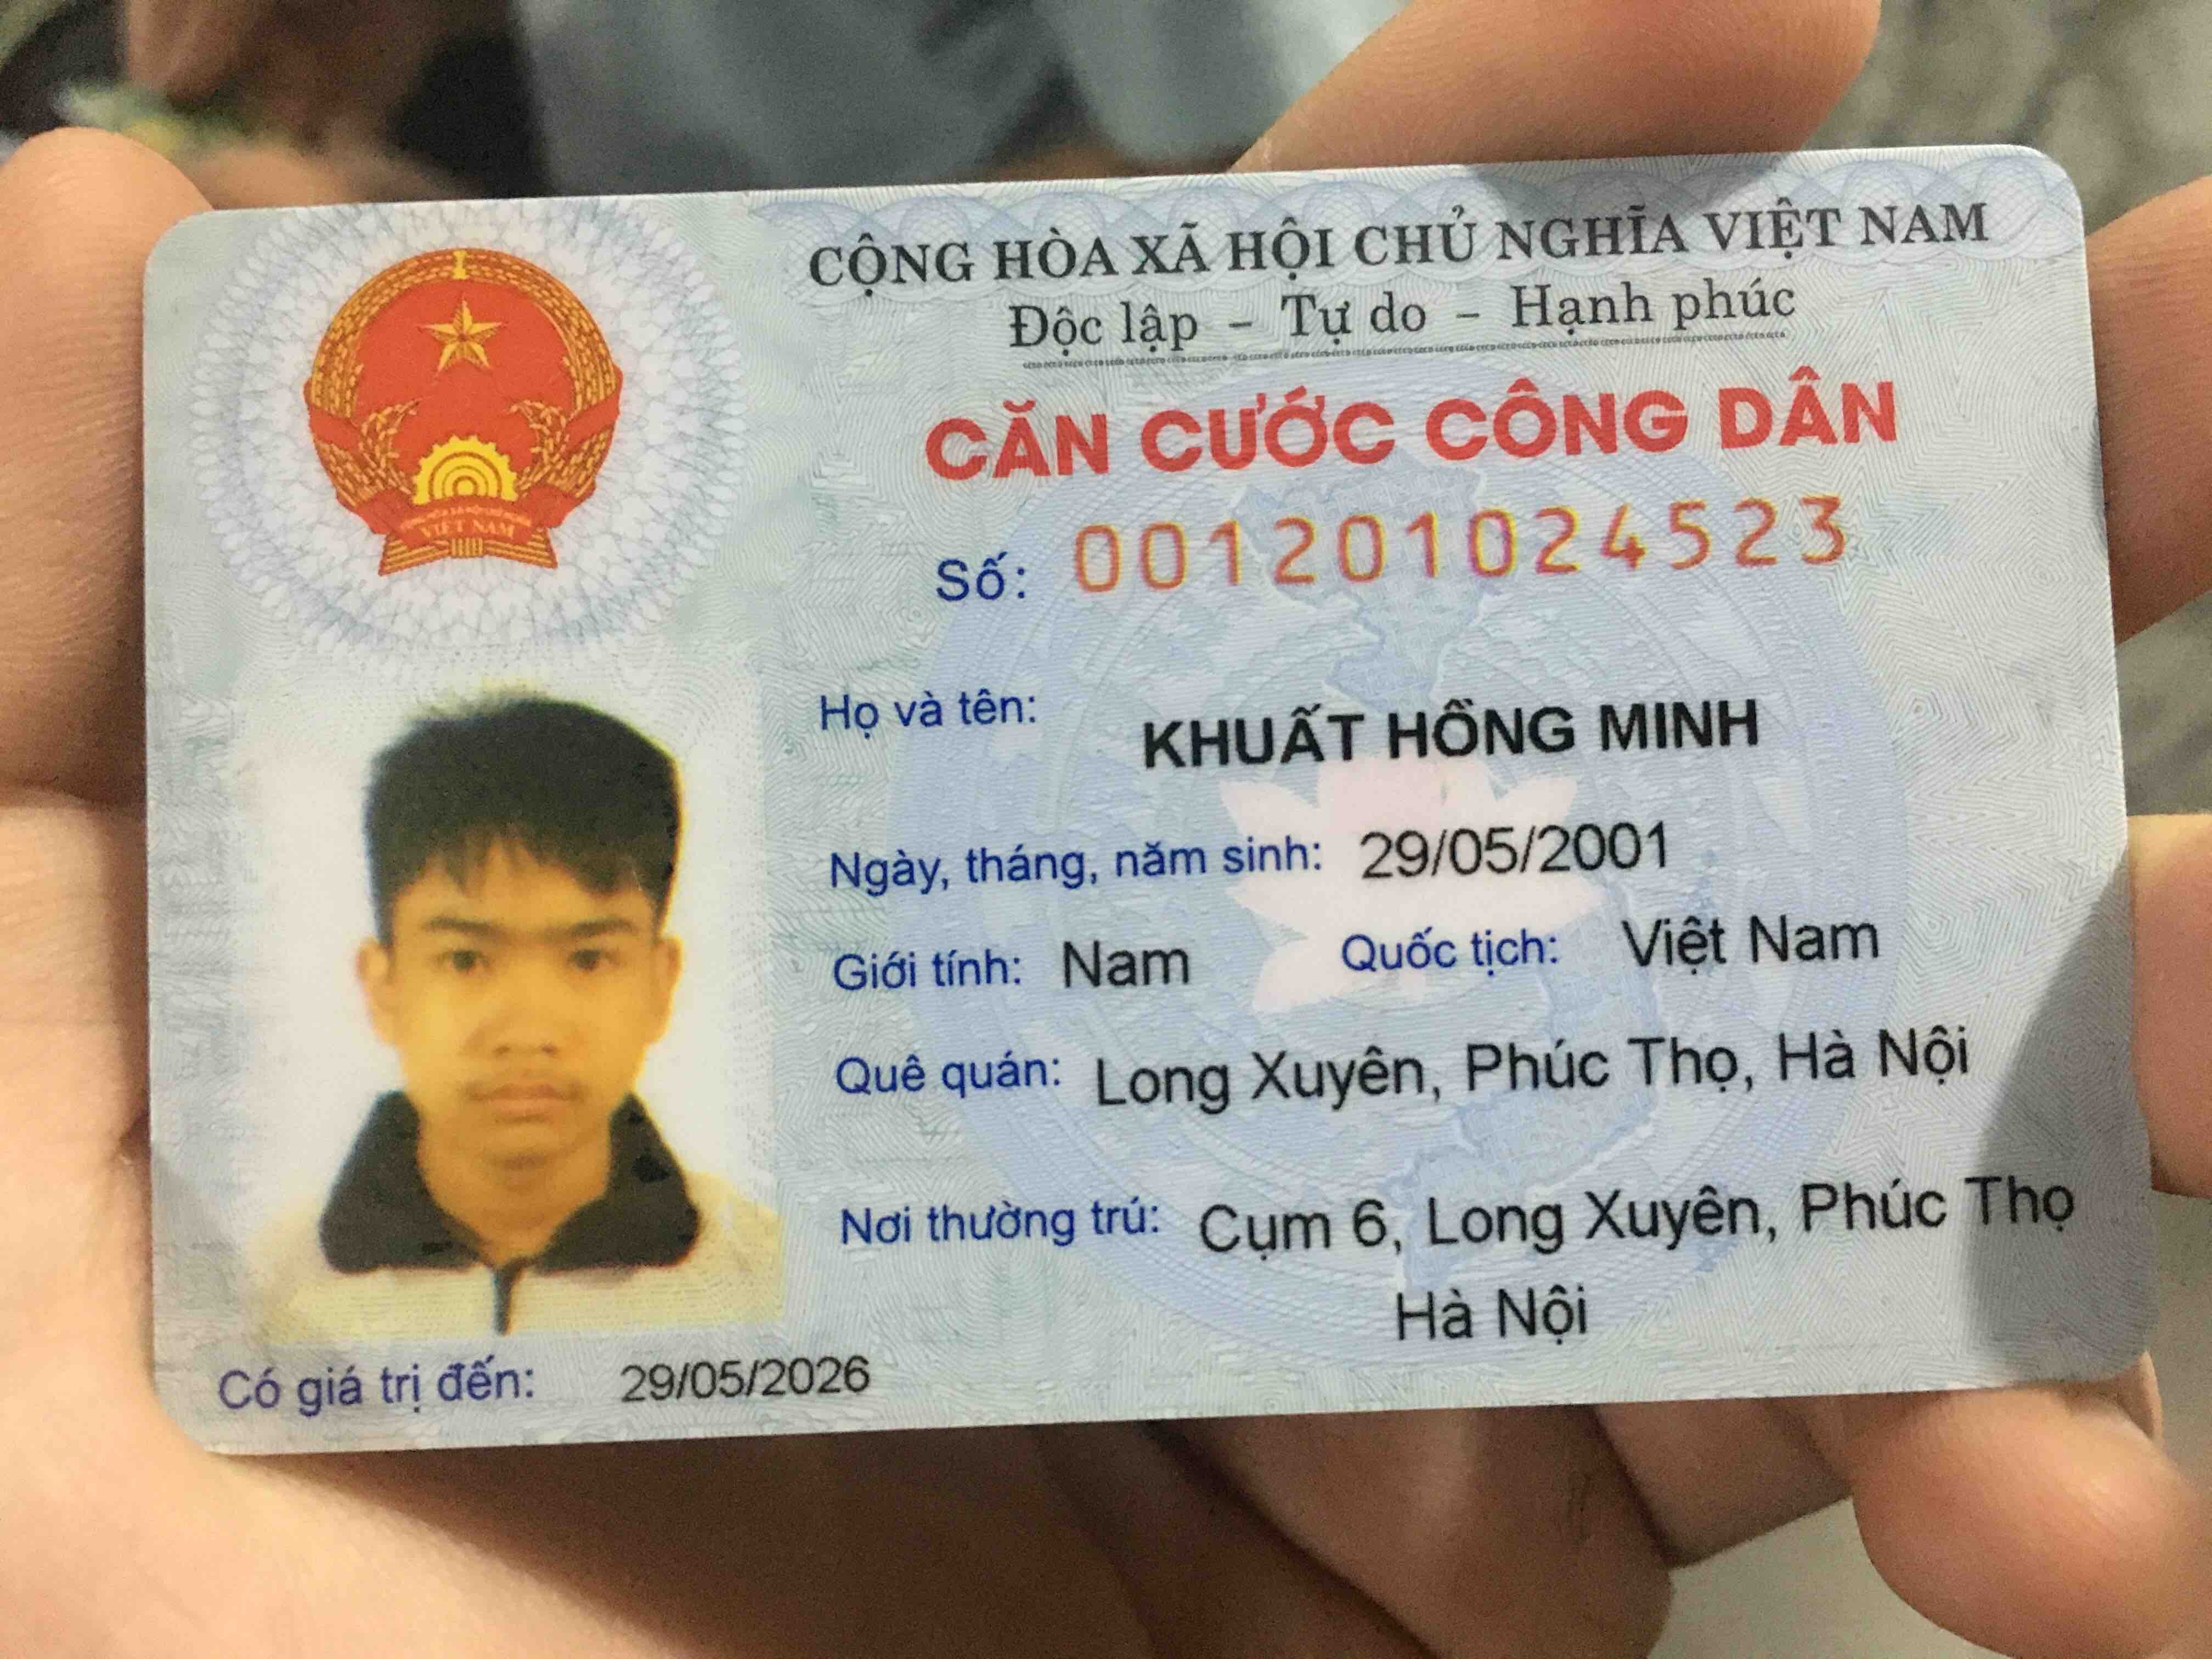 CỘNG HÒA XÃ HỘI CHỦ NGHĨA VIỆT NAM
Độc lập - Tự do - Hạnh phúc
CĂN CƯỚC CÔNG DÂN
Số: 001201024523
Họ và tên: KHUẤT HỒNG MINH
Ngày, tháng, năm sinh: 29/05/2001
Giới tính: Nam Quốc tịch: Việt Nam
Quê quán: Long Xuyên, Phúc Thọ, Hà Nội
Nơi thường trú: Cụm 6, Long Xuyên, Phúc Thọ
Hà Nội
Có giá trị đến: 29/05/2026
VIỆT NAM